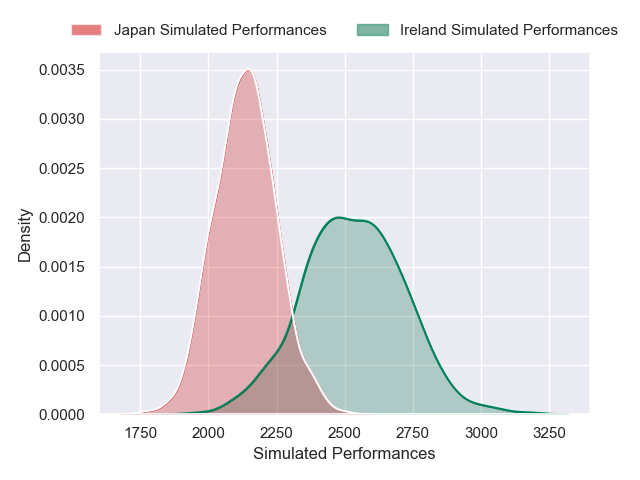 Japan Simulated Performances Ireland Simulated Performances
0.0035
0.0030
0.0025
0.0020
0.0015
0.0010
0.0005
0.0000
Density
1750 2000 2250 2500 2750 3000 3250
Simulated Performances